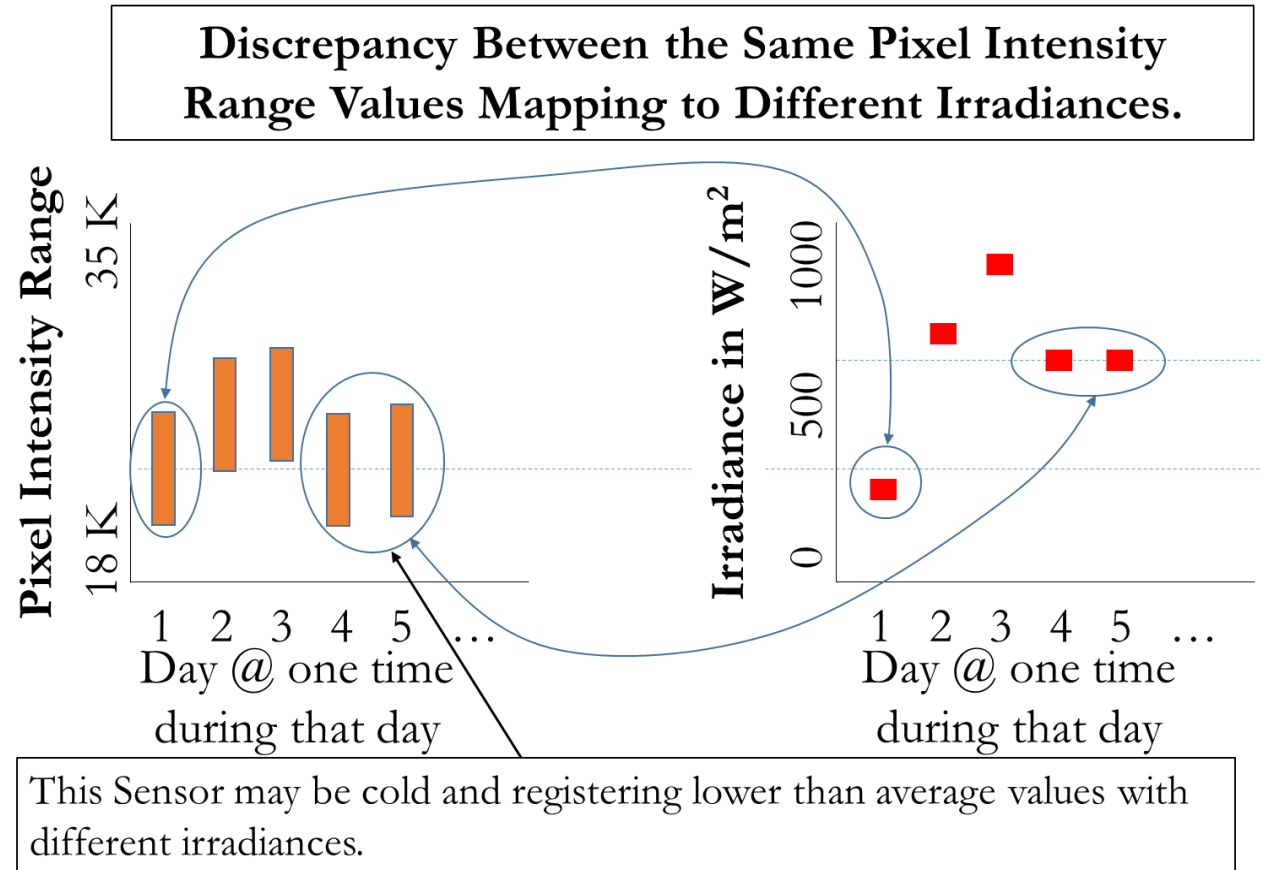 Discrepancy Between the Same Pixel Intensity
Range Values Mapping to Different Irradiances.
Pixel Intensity Range
35 K
18 K
1 2 3 4 5 ...
Day @ one time
during that day
Irradiance in W/m²
1000
500
0
1 2 3 4 5 ...
Day @ one time
during that day
This Sensor may be cold and registering lower than average values with
different irradiances.